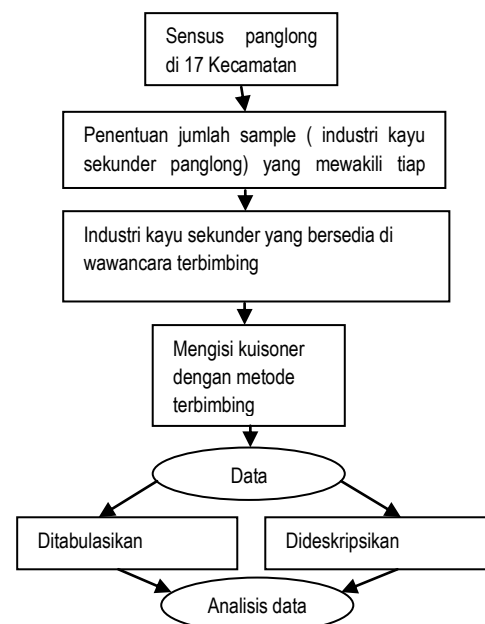 Sensus panglong
di 17 Kecamatan
Penentuan jumlah sample ( industri kayu
sekunder panglong) yang mewakili tiap
Industri kayu sekunder yang bersedia di
wawancara terbimbing
Mengisi kuisoner
dengan metode
terbimbing
Data
Ditabulasikan
Dideskripsikan
Analisis data